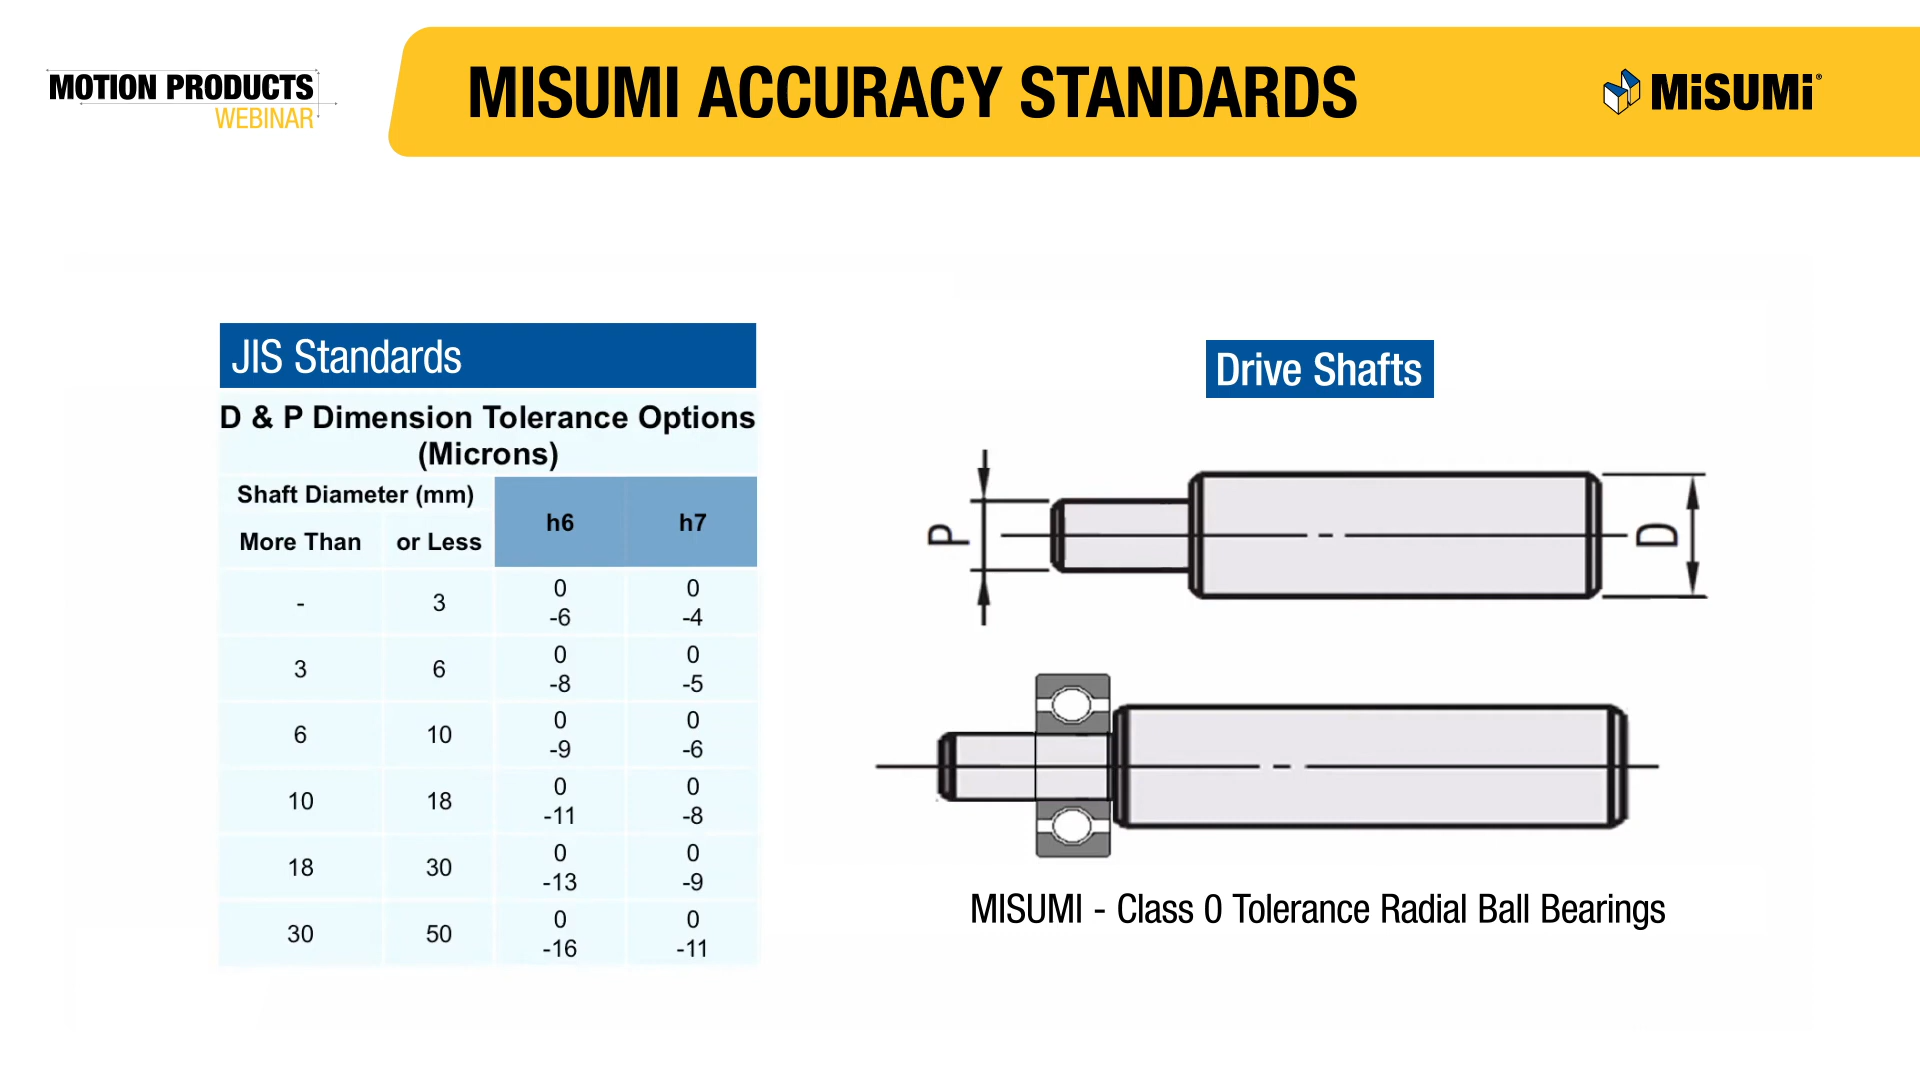 MOTION PRODUCTS
WEBINAR
MISUMI ACCURACY STANDARDS
MiSUMi®
JIS Standards
D & P Dimension Tolerance Options
(Microns)
Shaft Diameter (mm)
More Than or Less h6 h7
- 3 0 0
-6 -4
3 6 0 0
-8 -5
6 10 0 0
-9 -6
10 18 0 0
-11 -8
18 30 0 0
-13 -9
30 50 0 0
-16 -11
Drive Shafts
P
D
MISUMI - Class 0 Tolerance Radial Ball Bearings